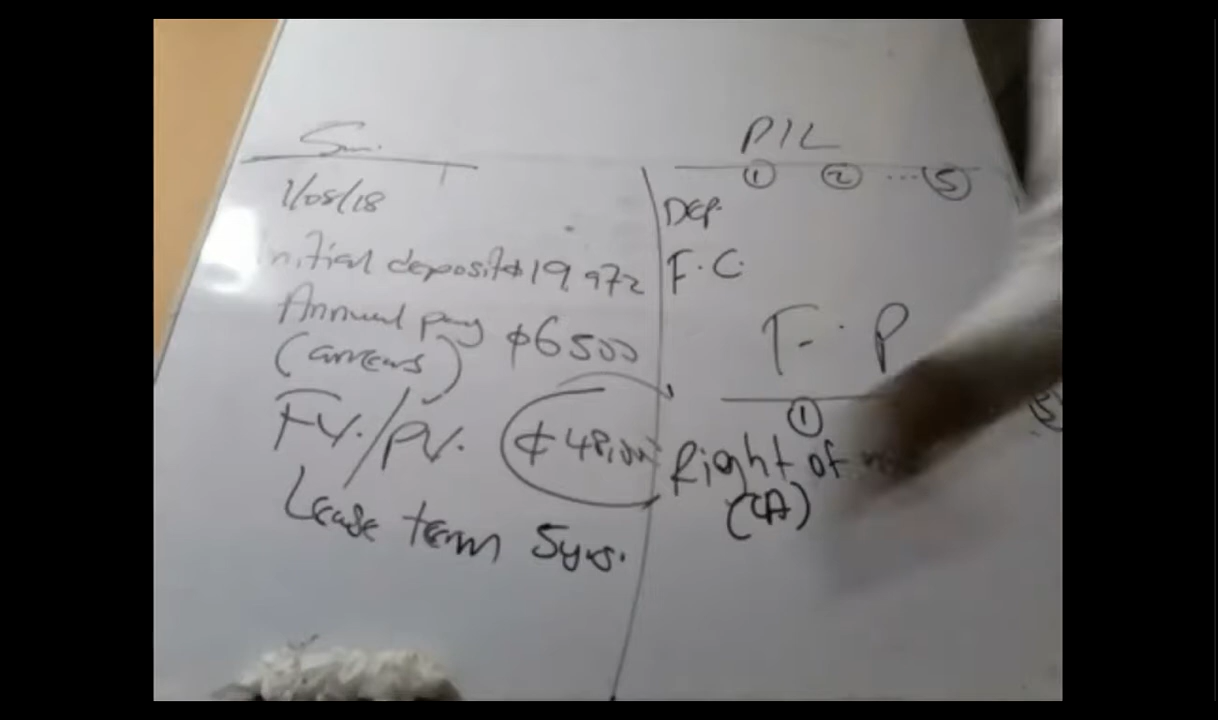 1/05/18
Initial deposit ¢19,972
Annual pay ¢6500
(arrears)
FV./PV. ¢48,000
Lease term 5yrs.
P/L
① ② ... ⑤
DEP.
F.C.
F.P
①
Right of